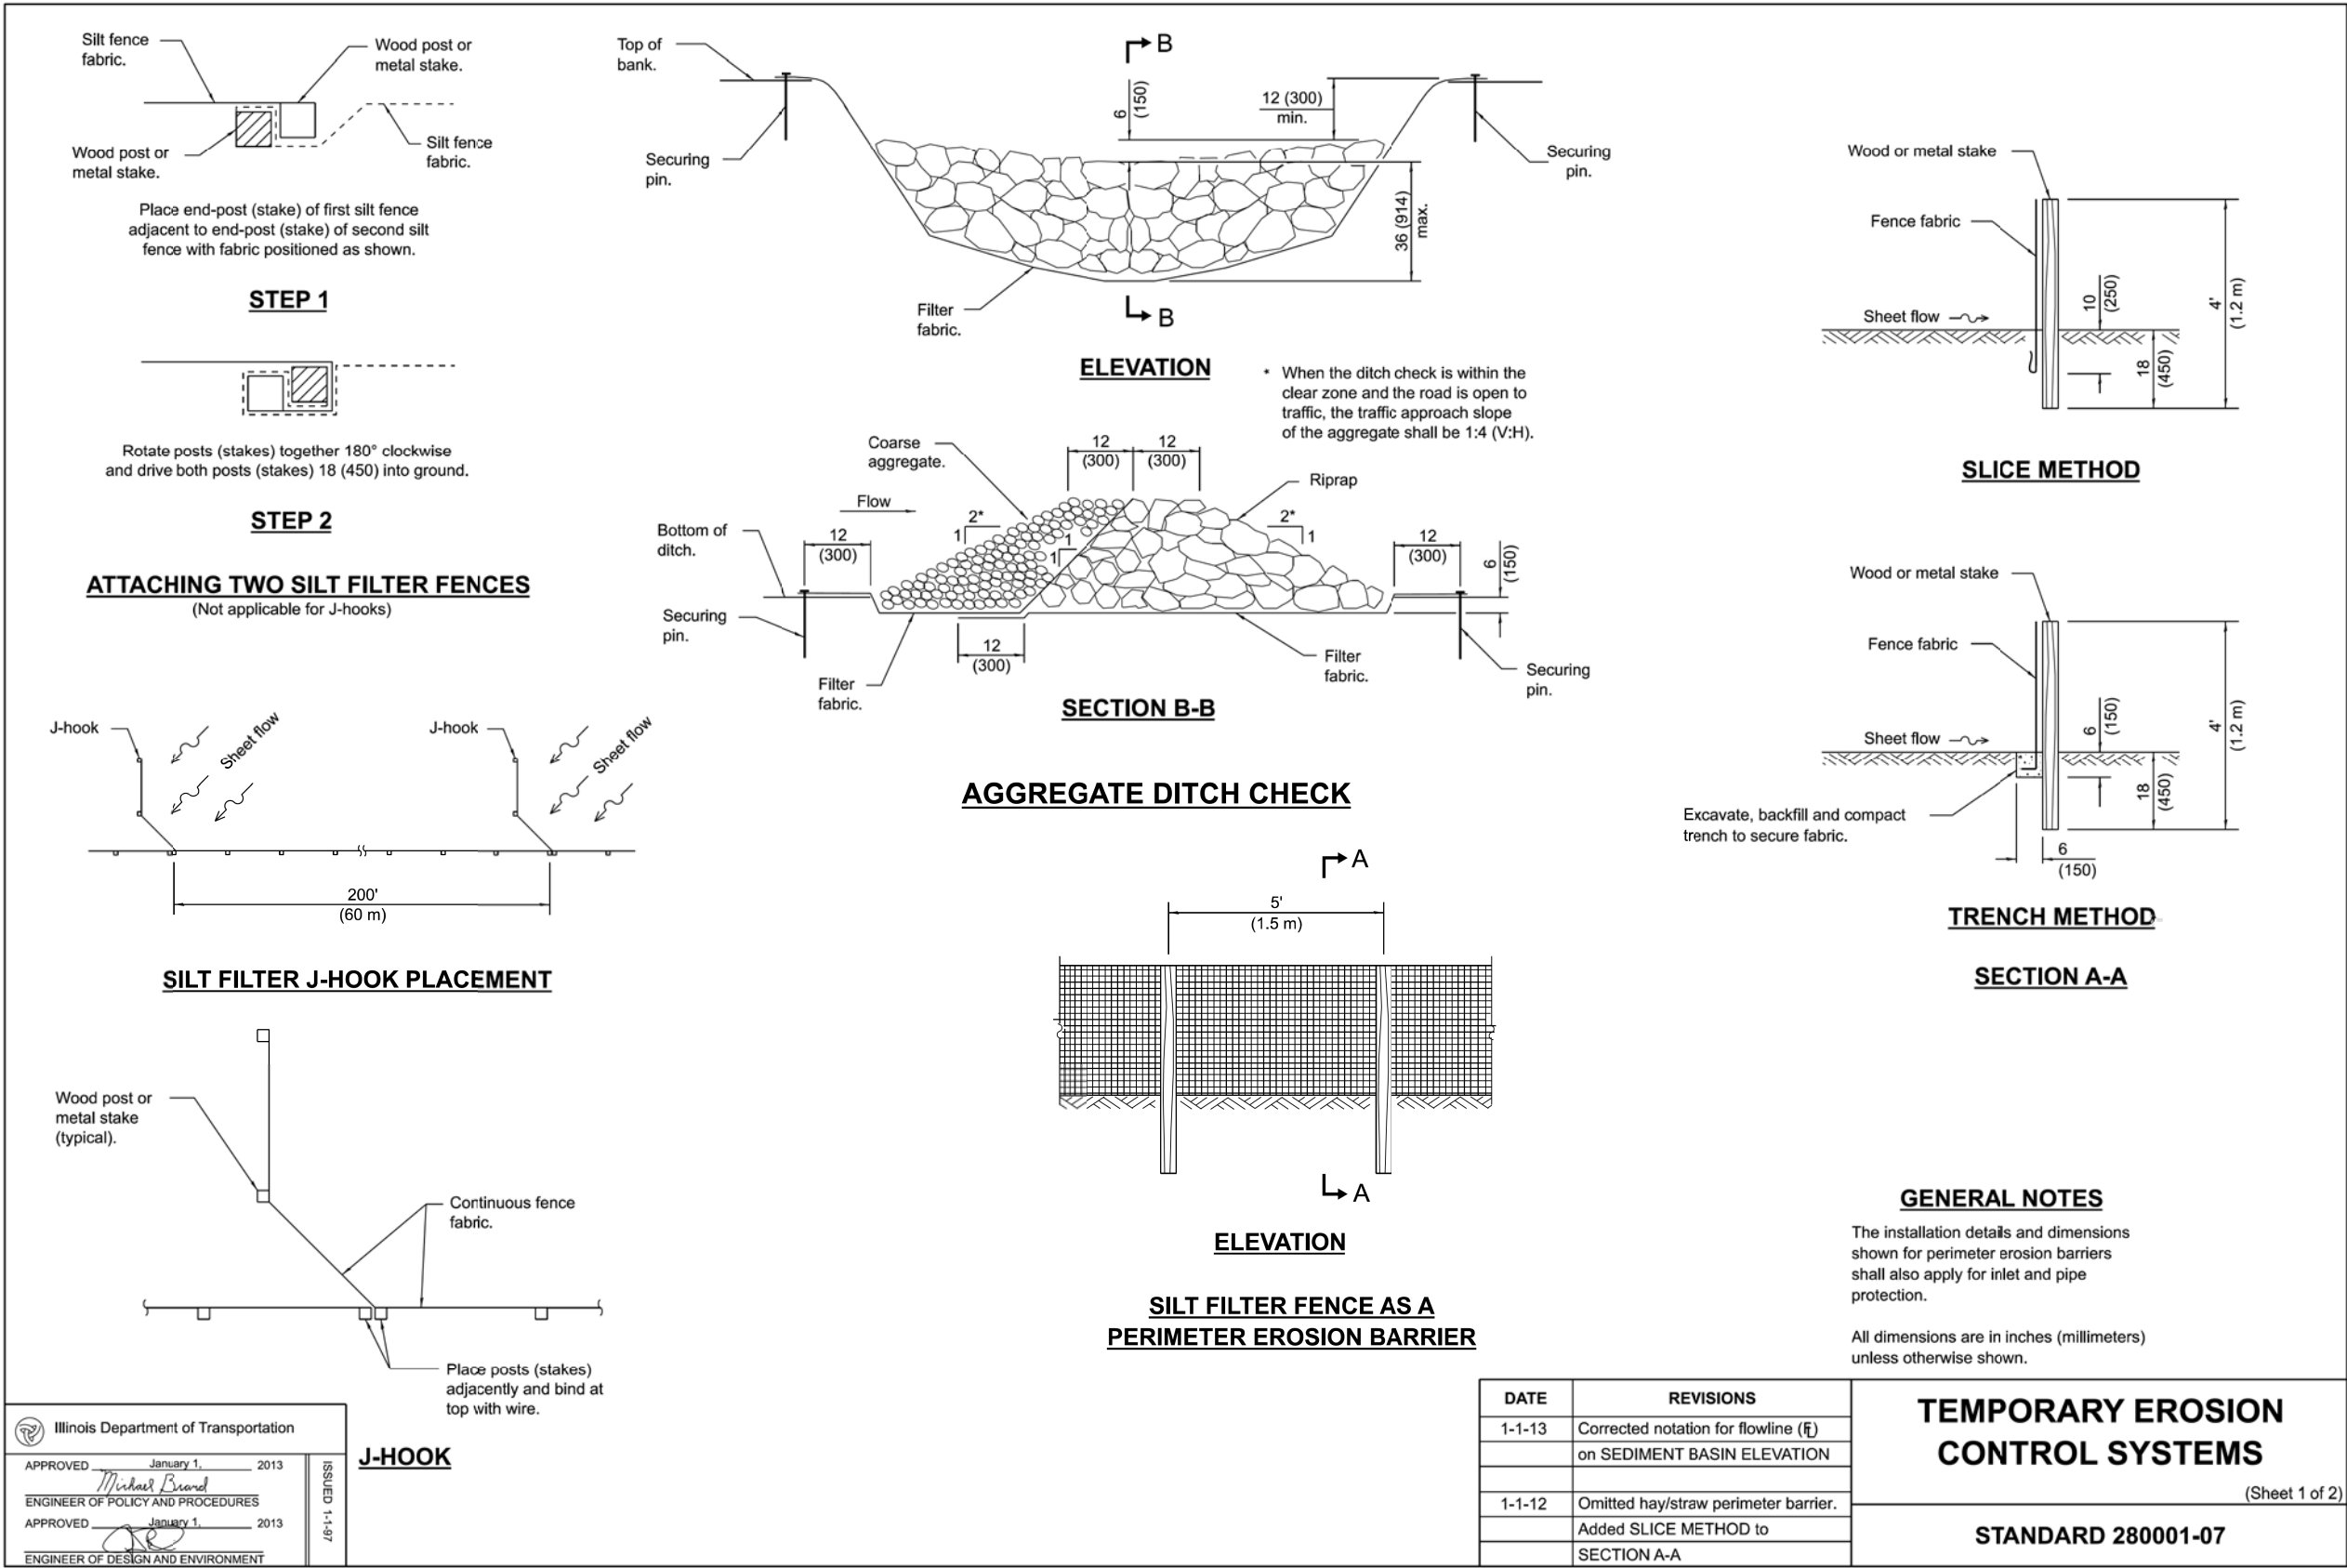 Silt fence
fabric.
Wood post or
metal stake.
Wood post or
metal stake.
Silt fence
fabric.
Place end-post (stake) of first silt fence
adjacent to end-post (stake) of second silt
fence with fabric positioned as shown.
STEP 1
Rotate posts (stakes) together 180° clockwise
and drive both posts (stakes) 18 (450) into ground.
STEP 2
ATTACHING TWO SILT FILTER FENCES
(Not applicable for J-hooks)
J-hook
Sheet flow
J-hook
Sheet flow
200'
(60 m)
SILT FILTER J-HOOK PLACEMENT
Wood post or
metal stake
(typical).
Continuous fence
fabric.
Place posts (stakes)
adjacently and bind at
top with wire.
J-HOOK
Top of
bank.
B
6
(150)
12 (300)
min.
Securing
pin.
Securing
pin.
36 (914)
max.
Filter
fabric.
B
ELEVATION
* When the ditch check is within the
clear zone and the road is open to
traffic, the traffic approach slope
of the aggregate shall be 1:4 (V:H).
Coarse
aggregate.
12
(300)
12
(300)
Riprap
Flow
2*
1
2*
1
1
1
Bottom of
ditch.
12
(300)
12
(300)
6
(150)
Securing
pin.
12
(300)
Filter
fabric.
Filter
fabric.
Securing
pin.
SECTION B-B
AGGREGATE DITCH CHECK
A
5'
(1.5 m)
A
ELEVATION
SILT FILTER FENCE AS A
PERIMETER EROSION BARRIER
Wood or metal stake
Fence fabric
Sheet flow
10
(250)
18
(450)
4'
(1.2 m)
SLICE METHOD
Wood or metal stake
Fence fabric
Sheet flow
6
(150)
18
(450)
4'
(1.2 m)
Excavate, backfill and compact
trench to secure fabric.
6
(150)
TRENCH METHOD
SECTION A-A
GENERAL NOTES
The installation details and dimensions
shown for perimeter erosion barriers
shall also apply for inlet and pipe
protection.
All dimensions are in inches (millimeters)
unless otherwise shown.
Illinois Department of Transportation
APPROVED January 1, 2013
Michael Brand
ENGINEER OF POLICY AND PROCEDURES
APPROVED January 1, 2013
ENGINEER OF DESIGN AND ENVIRONMENT
ISSUED 1-1-97
DATE REVISIONS
1-1-13 Corrected notation for flowline (FL)
on SEDIMENT BASIN ELEVATION
1-1-12 Omitted hay/straw perimeter barrier.
Added SLICE METHOD to
SECTION A-A
TEMPORARY EROSION
CONTROL SYSTEMS
(Sheet 1 of 2)
STANDARD 280001-07